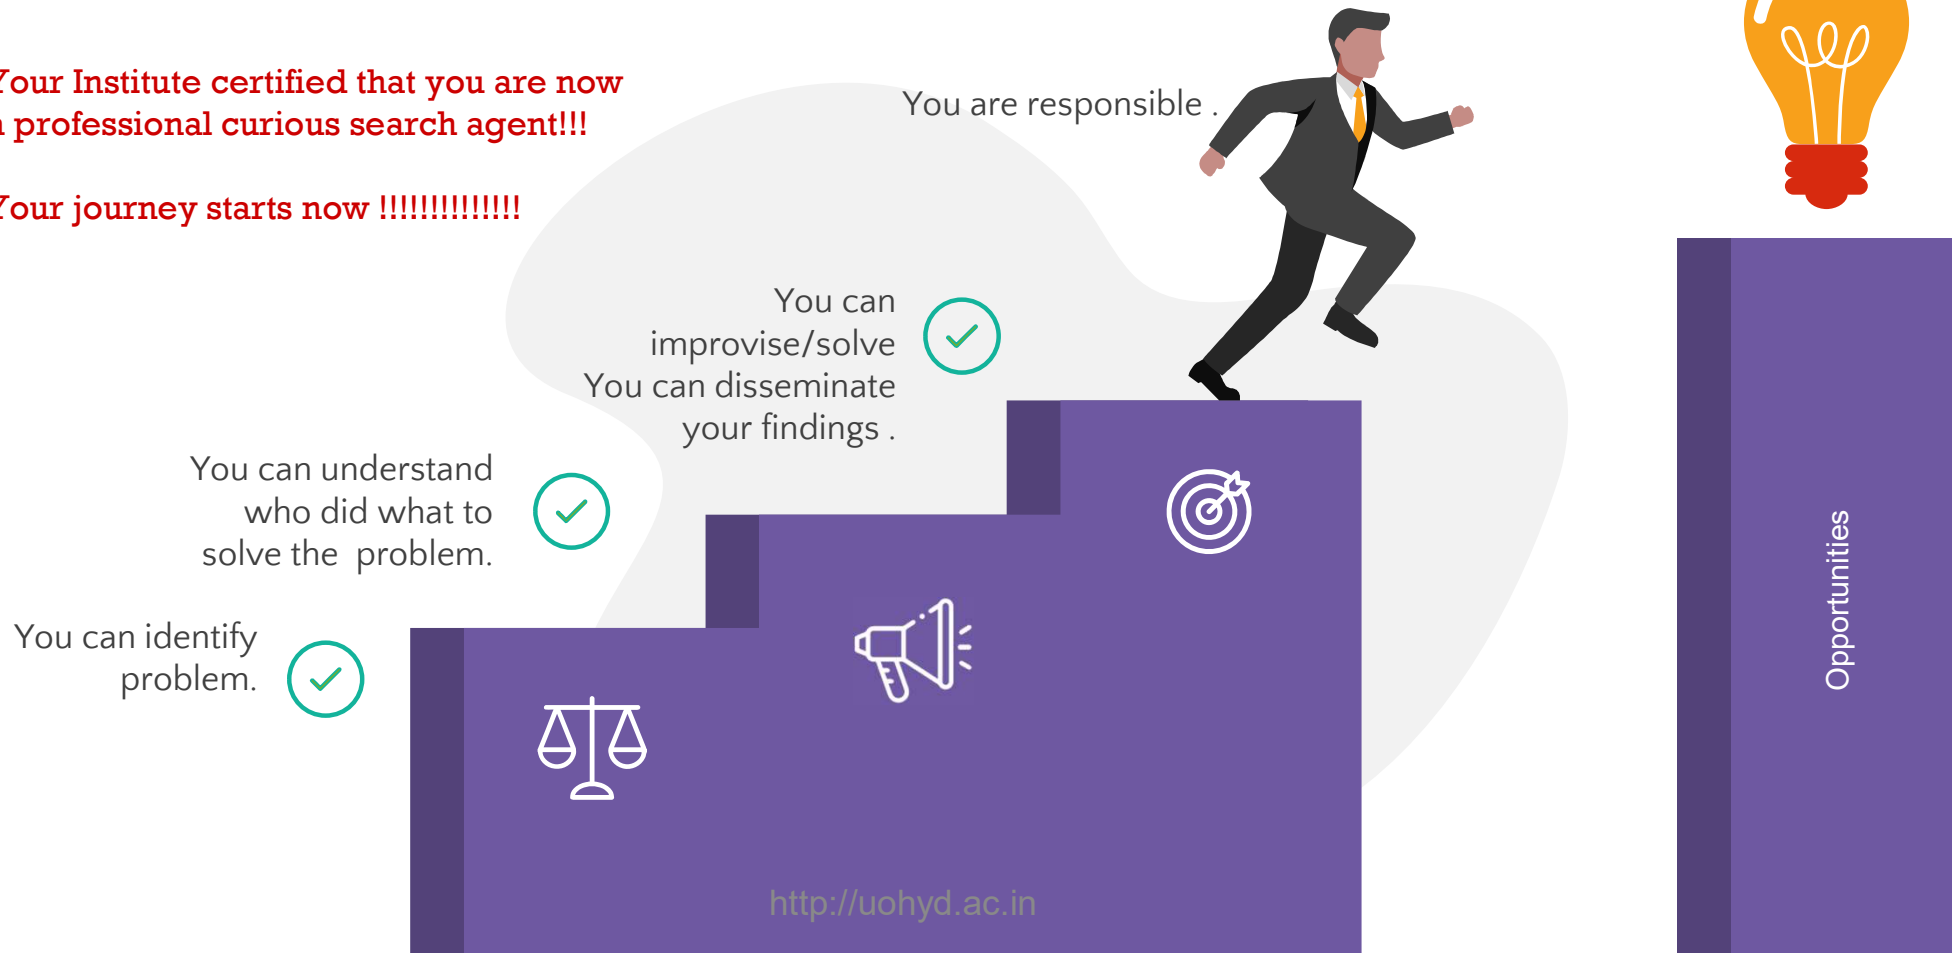 Your Institute certified that you are now
a professional curious search agent!!!
Your journey starts now !!!!!!!!!!!!!!
You are responsible .
You can
improvise/solve
You can disseminate
your findings .
You can understand
who did what to
solve the  problem.
You can identify
problem.
Opportunities
http://uohyd.ac.in